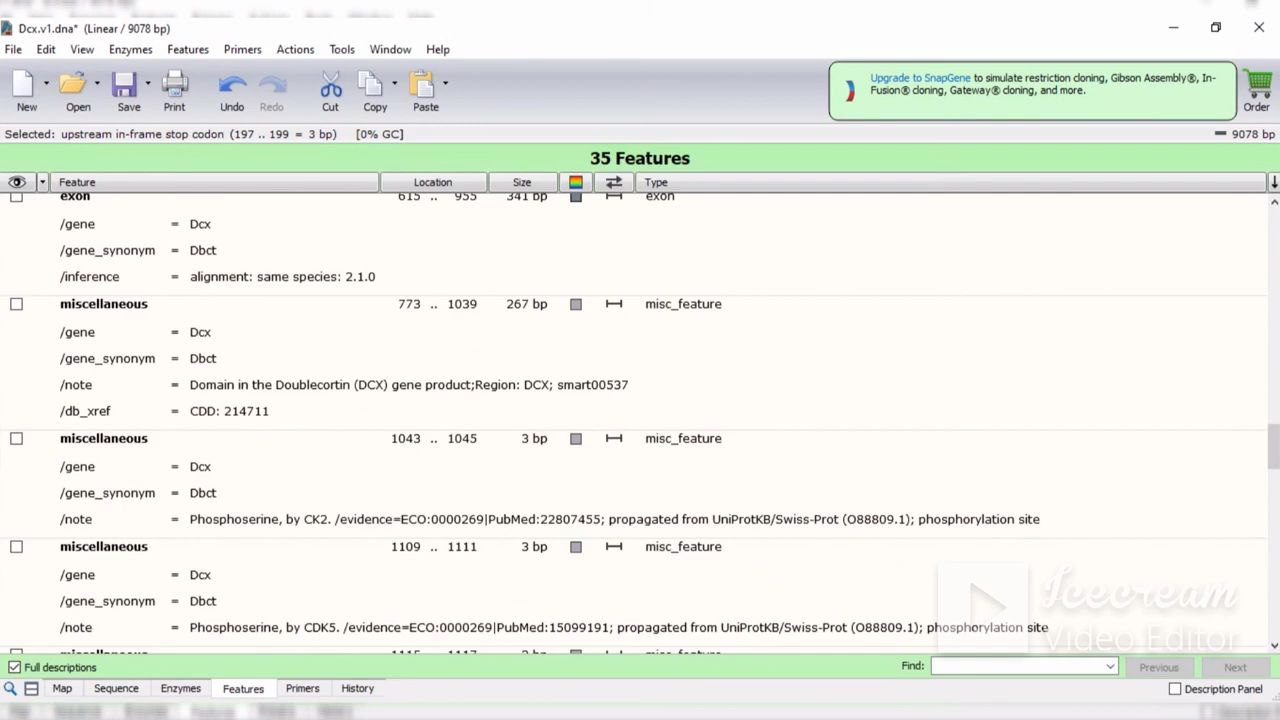 Dcx.v1.dna* (Linear / 9078 bp)
File Edit View Enzymes Features Primers Actions Tools Window Help
New Open Save Print Undo Redo Cut Copy Paste
Upgrade to SnapGene to simulate restriction cloning, Gibson Assembly®, In-
Fusion® cloning, Gateway® cloning, and more.
Order
Selected: upstream in-frame stop codon (197 .. 199 = 3 bp) [0% GC]
9078 bp
35 Features
Feature Location Size Type
exon 615 .. 955 341 bp exon
/gene = Dcx
/gene_synonym = Dbct
/inference = alignment: same species: 2.1.0
miscellaneous 773 .. 1039 267 bp misc_feature
/gene = Dcx
/gene_synonym = Dbct
/note = Domain in the Doublecortin (DCX) gene product;Region: DCX; smart00537
/db_xref = CDD: 214711
miscellaneous 1043 .. 1045 3 bp misc_feature
/gene = Dcx
/gene_synonym = Dbct
/note = Phosphoserine, by CK2. /evidence=ECO:0000269|PubMed:22807455; propagated from UniProtKB/Swiss-Prot (O88809.1); phosphorylation site
miscellaneous 1109 .. 1111 3 bp misc_feature
/gene = Dcx
/gene_synonym = Dbct
/note = Phosphoserine, by CDK5. /evidence=ECO:0000269|PubMed:15099191; propagated from UniProtKB/Swiss-Prot (O88809.1); phosphorylation site
Icecream
Video Editor
Full descriptions
Find: Previous Next
Map Sequence Enzymes Features Primers History
Description Panel